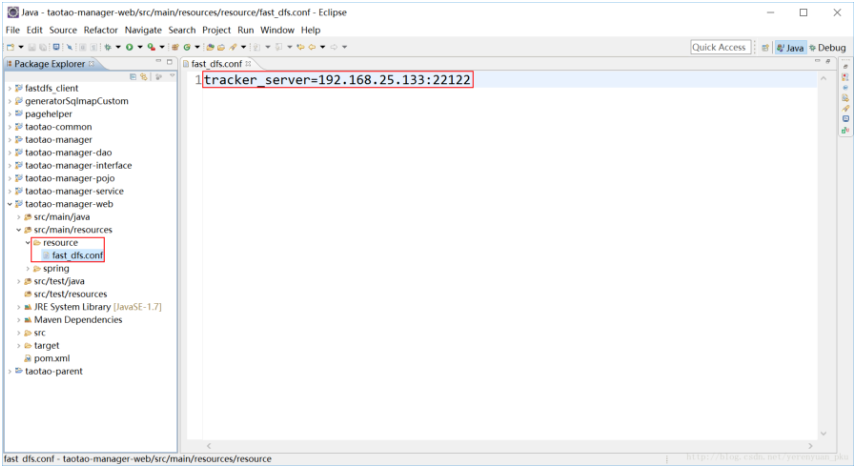 Java - taotao-manager-web/src/main/resources/resource/fast_dfs.conf - Eclipse
File Edit Source Refactor Navigate Search Project Run Window Help
Quick Access
Java
Debug
Package Explorer
fast_dfs.conf
1 tracker_server=192.168.25.133:22122
fastdfs_client
generatorSqlmapCustom
pagehelper
taotao-common
taotao-manager
taotao-manager-dao
taotao-manager-interface
taotao-manager-pojo
taotao-manager-service
taotao-manager-web
src/main/java
src/main/resources
resource
fast_dfs.conf
spring
src/test/java
src/test/resources
JRE System Library [JavaSE-1.7]
Maven Dependencies
src
target
pom.xml
taotao-parent
fast_dfs.conf - taotao-manager-web/src/main/resources/resource